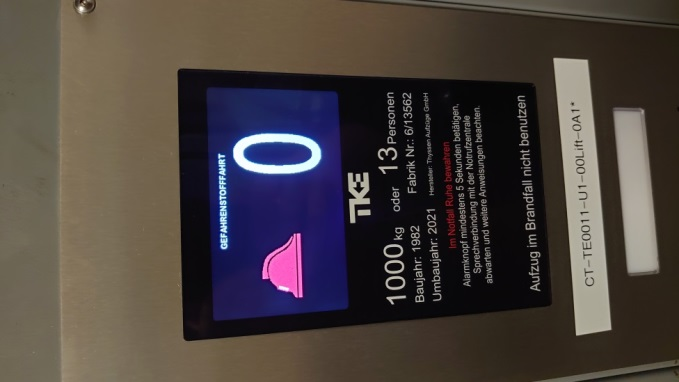 GEFAHRENSTOFFFAHRT
0
TKE
1000 kg oder 13 Personen
Baujahr: 1982 Fabrik Nr.: 6/13562
Umbaujahr: 2021 Hersteller: Thyssen Aufzüge GmbH
Im Notfall Ruhe bewahren
Alarmknopf mindestens 5 Sekunden betätigen,
Sprechverbindung mit der Notrufzentrale
abwarten und weitere Anweisungen beachten.
Aufzug im Brandfall nicht benutzen
CT-TE0011-U1-00Lift-0A1*